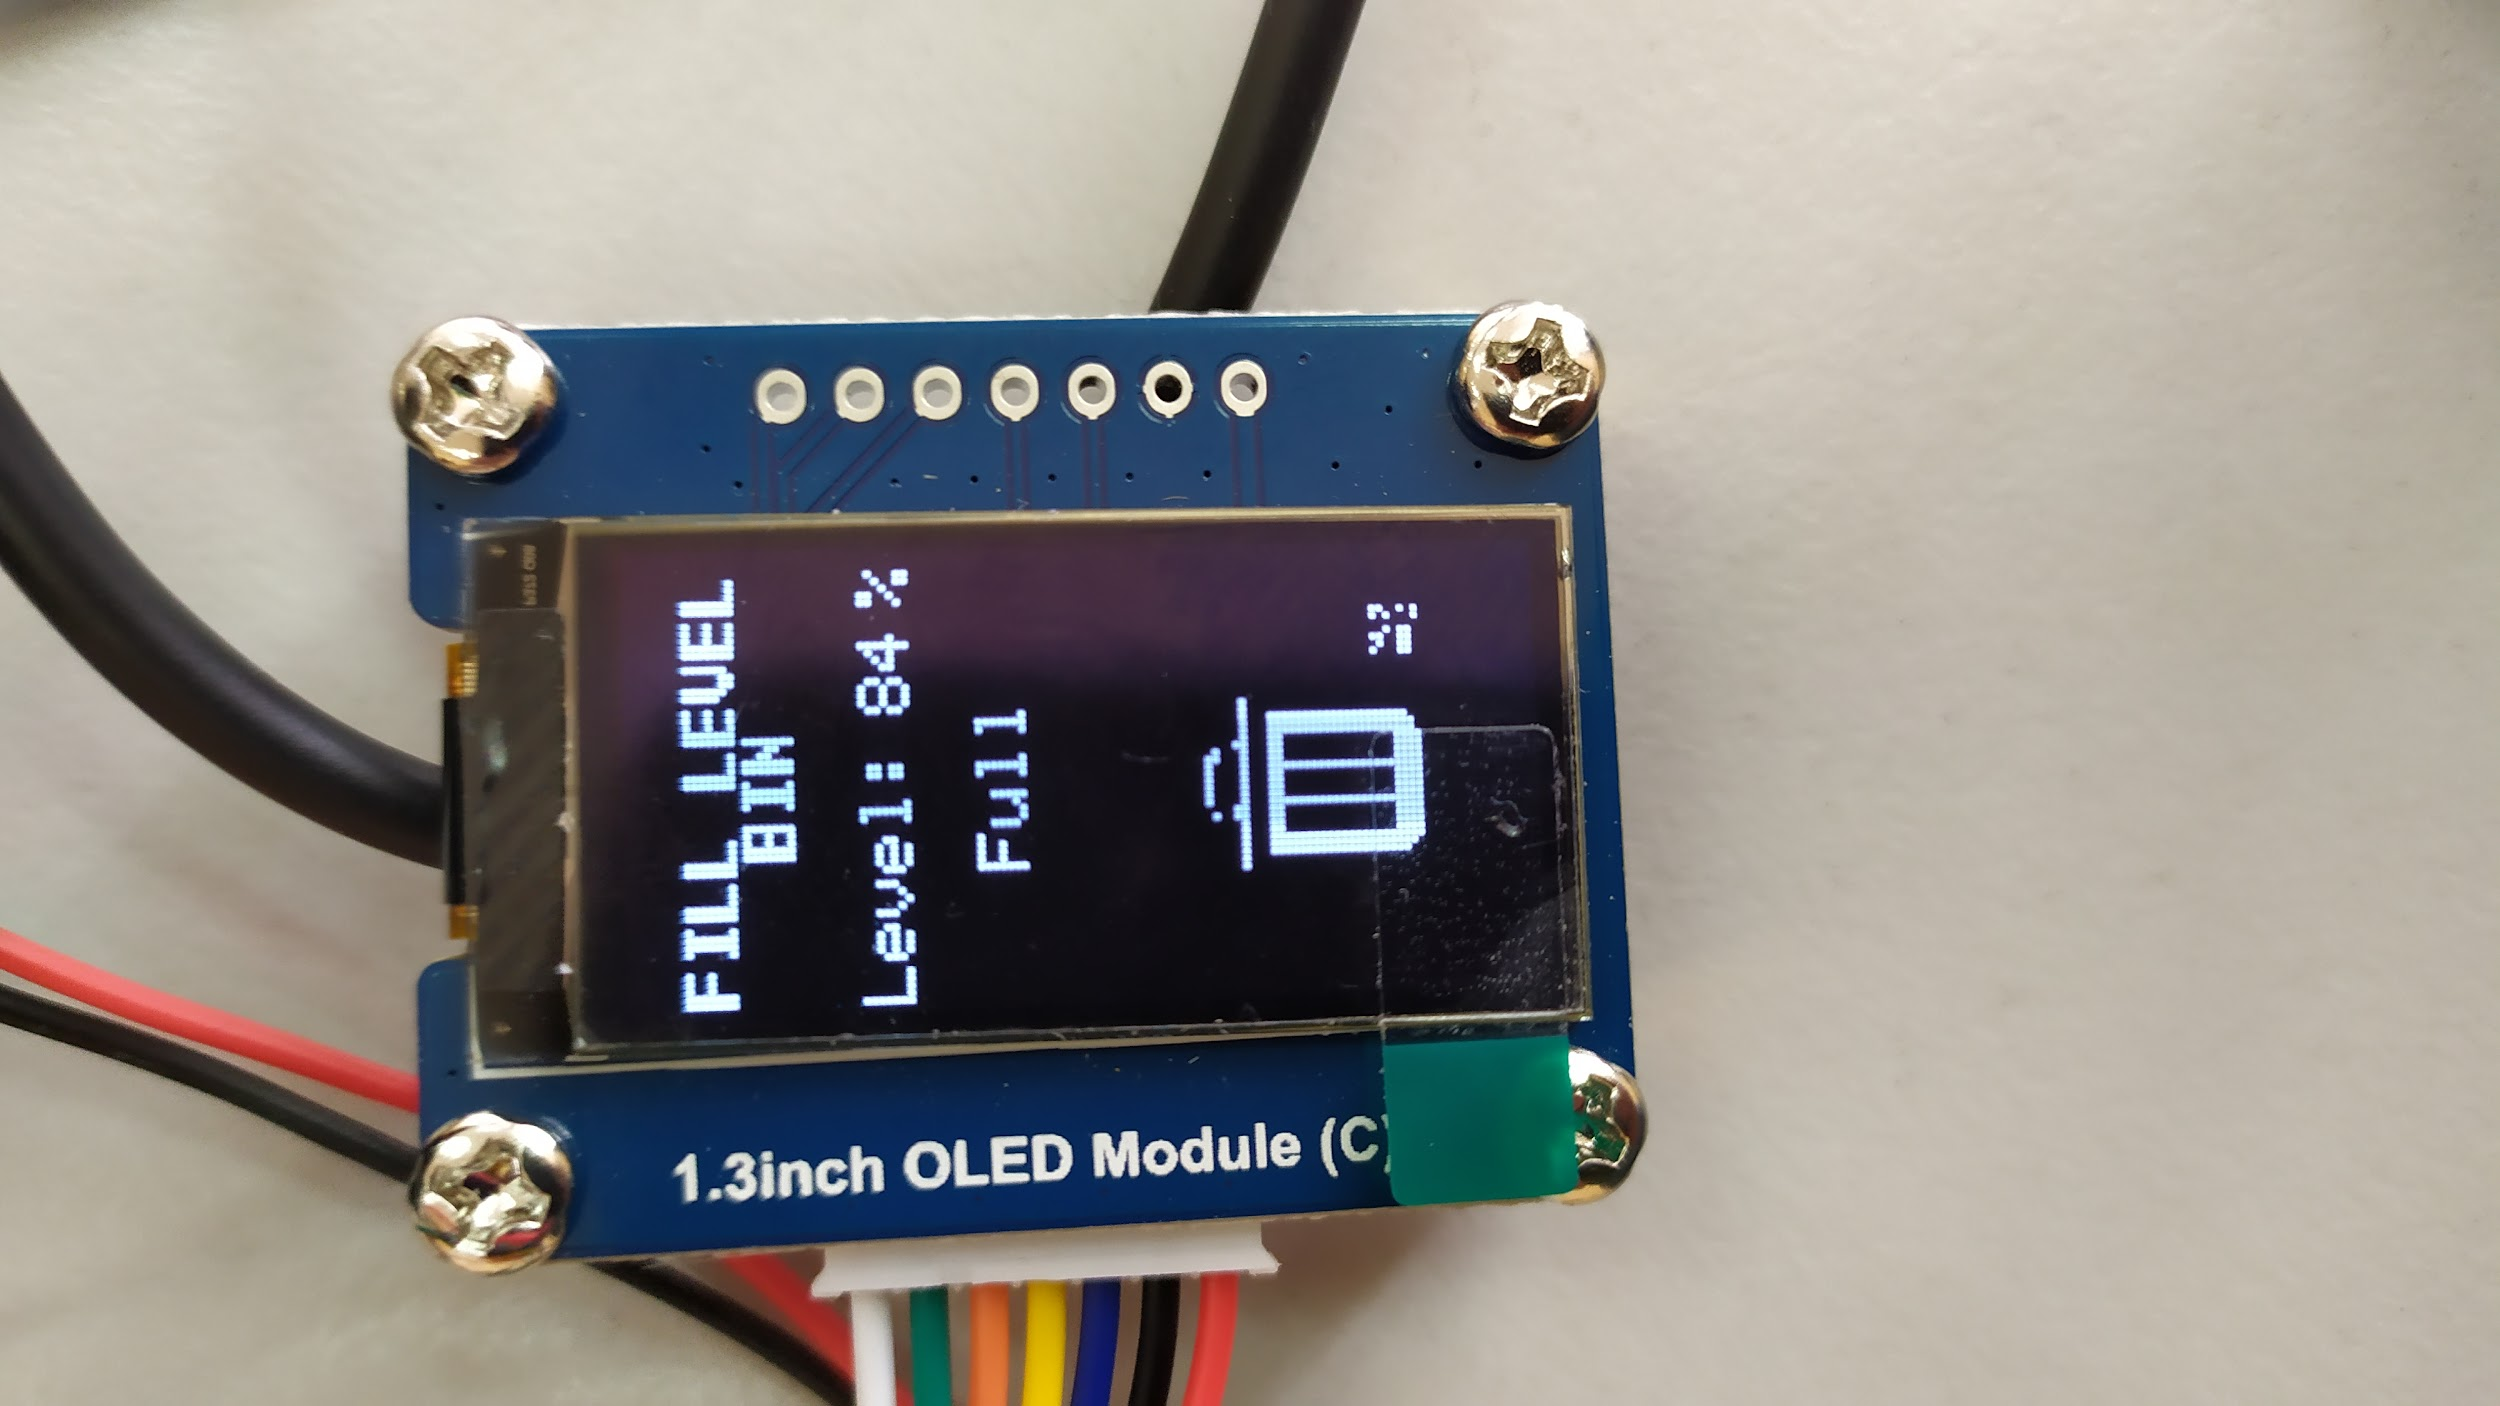 FILL LEVEL
BIN
Level: 84 %
Full
1.3inch OLED Module (C)